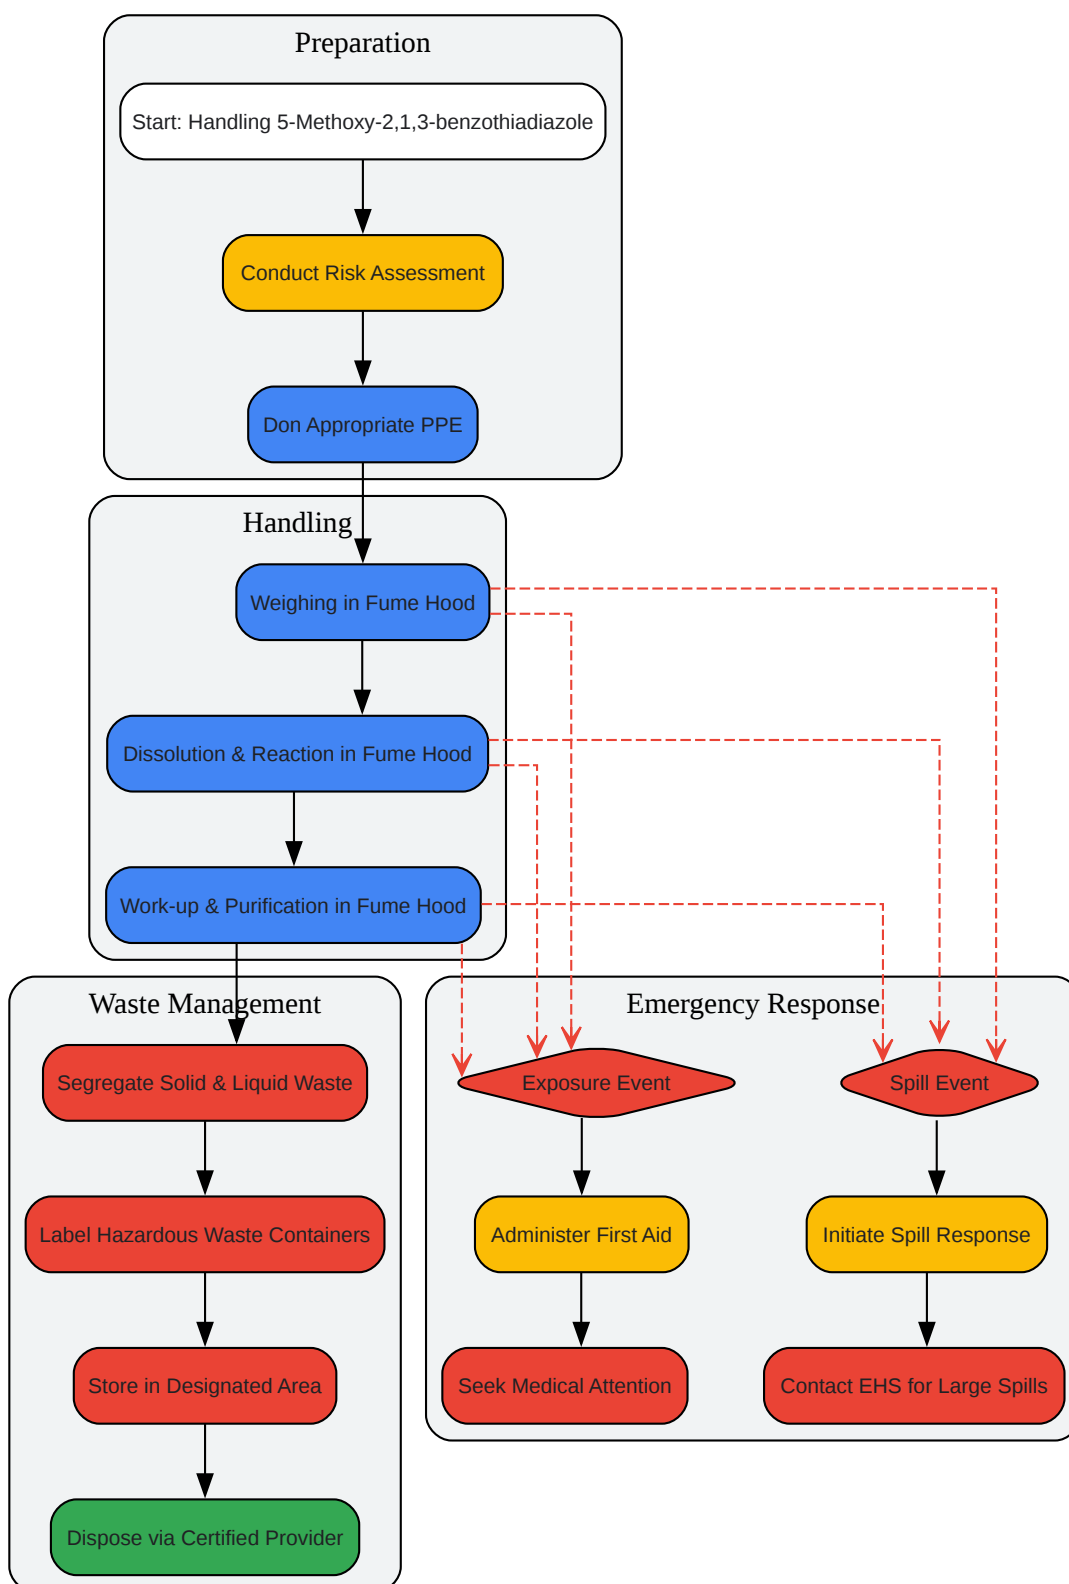 Preparation
Start: Handling 5-Methoxy-2,1,3-benzothiadiazole
Conduct Risk Assessment
Don Appropriate PPE
Handling
Weighing in Fume Hood
Dissolution & Reaction in Fume Hood
Work-up & Purification in Fume Hood
Waste Management
Segregate Solid & Liquid Waste
Label Hazardous Waste Containers
Store in Designated Area
Dispose via Certified Provider
Emergency Response
Exposure Event
Spill Event
Administer First Aid
Initiate Spill Response
Seek Medical Attention
Contact EHS for Large Spills